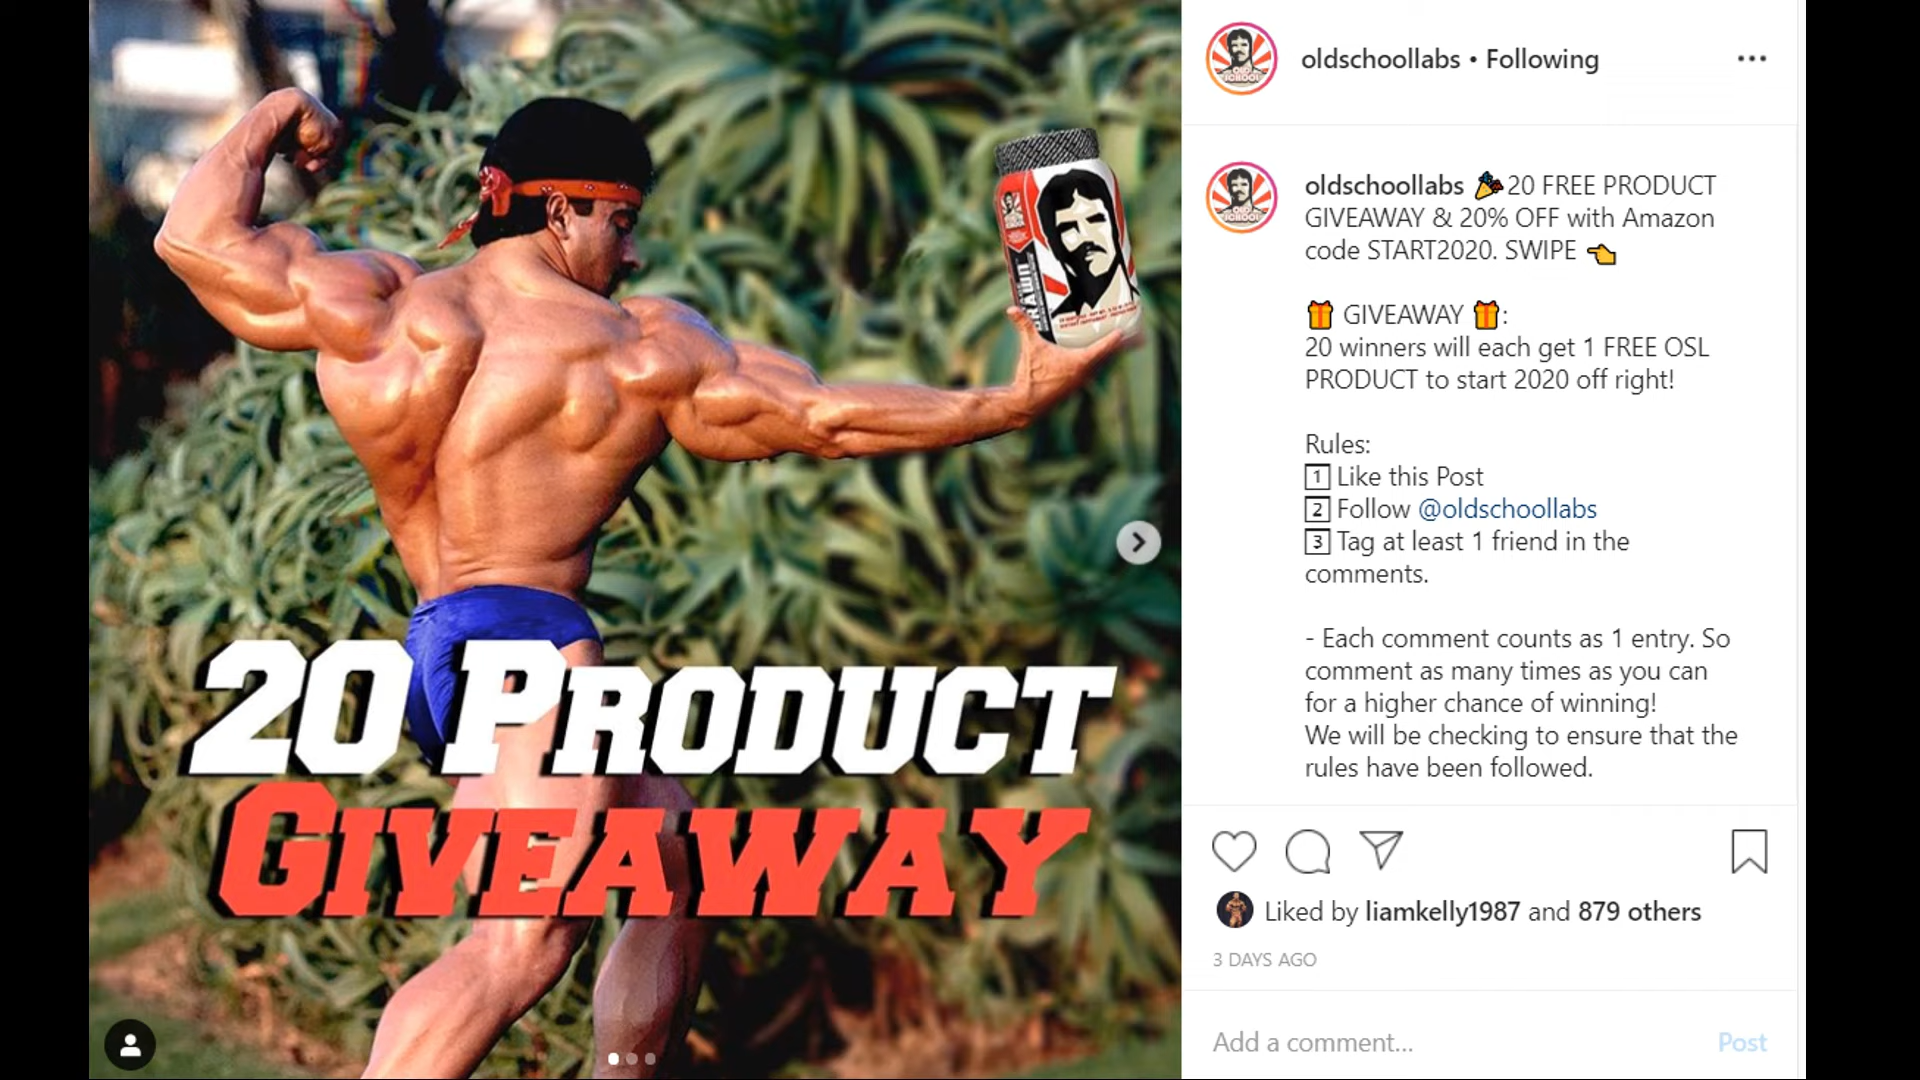 20 PRODUCT
GIVEAWAY
oldschoollabs • Following
oldschoollabs 🎉20 FREE PRODUCT
GIVEAWAY & 20% OFF with Amazon
code START2020. SWIPE 👈
🎁 GIVEAWAY 🎁:
20 winners will each get 1 FREE OSL
PRODUCT to start 2020 off right!
Rules:
1️⃣ Like this Post
2️⃣ Follow @oldschoollabs
3️⃣ Tag at least 1 friend in the
comments.
- Each comment counts as 1 entry. So
comment as many times as you can
for a higher chance of winning!
We will be checking to ensure that the
rules have been followed.
Liked by liamkelly1987 and 879 others
3 DAYS AGO
Add a comment...
Post